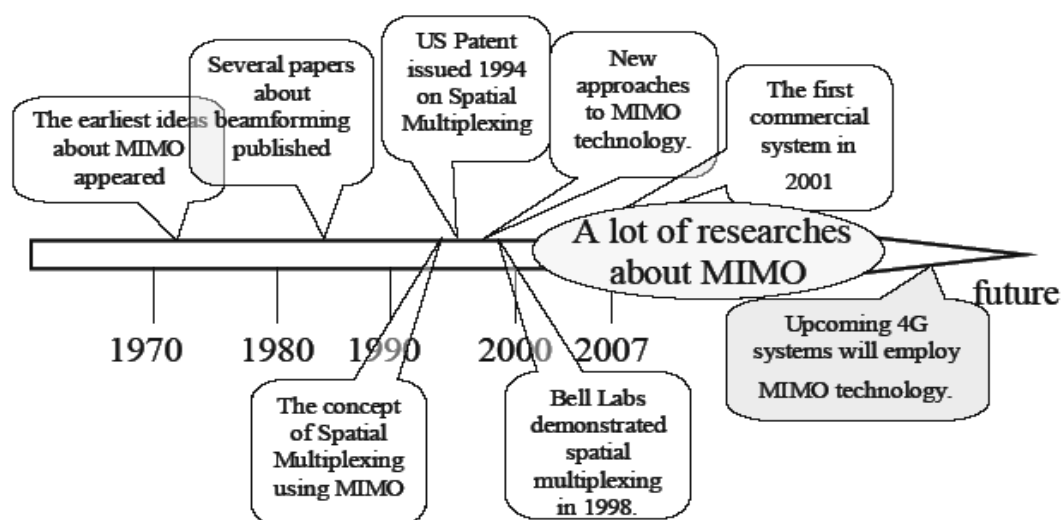 The earliest ideas
about MIMO
appeared
Several papers
about
beamforming
published
US Patent
issued 1994
on Spatial
Multiplexing
New
approaches
to MIMO
technology.
The first
commercial
system in
2001
A lot of researches
about MIMO
future
1970
1980
1990
2000
2007
The concept
of Spatial
Multiplexing
using MIMO
Bell Labs
demonstrated
spatial
multiplexing
in 1998.
Upcoming 4G
systems will employ
MIMO technology.